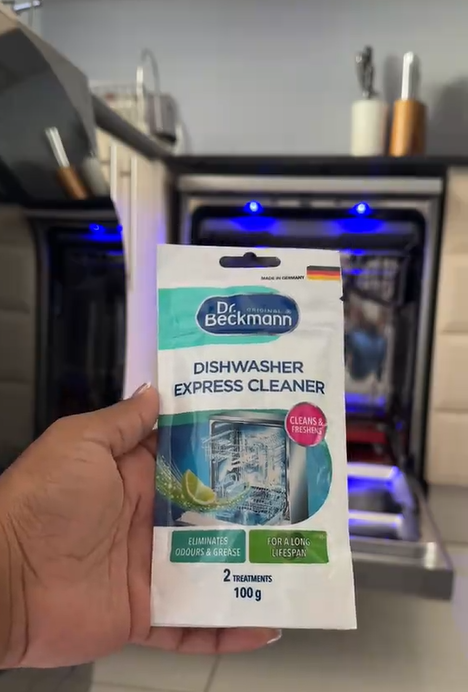 MADE IN GERMANY
Dr.
ORIGINAL
Beckmann
DISHWASHER
EXPRESS CLEANER
CLEANS &
FRESHENS
ELIMINATES
ODOURS & GREASE
FOR A LONG
LIFESPAN
2 TREATMENTS
100 g